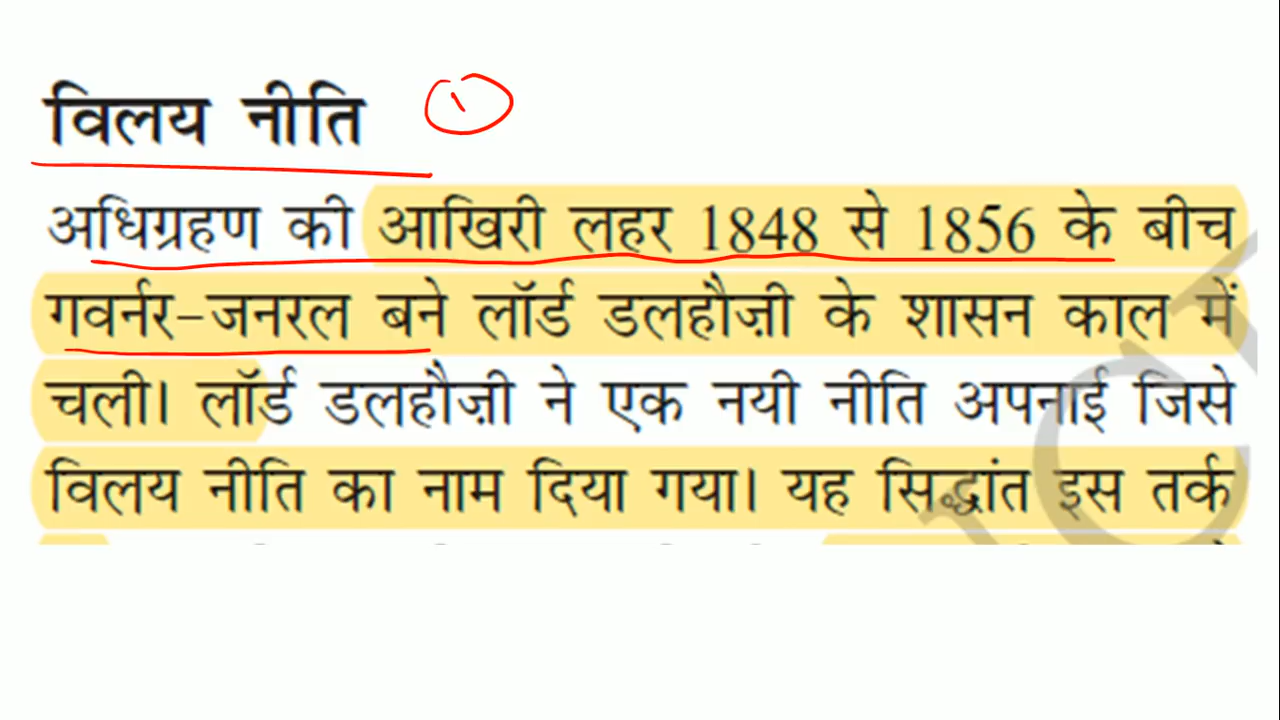 विलय नीति
अधिग्रहण की आखिरी लहर 1848 से 1856 के बीच
गवर्नर-जनरल बने लॉर्ड डलहौज़ी के शासन काल में
चली। लॉर्ड डलहौज़ी ने एक नयी नीति अपनाई जिसे
विलय नीति का नाम दिया गया। यह सिद्धांत इस तर्क